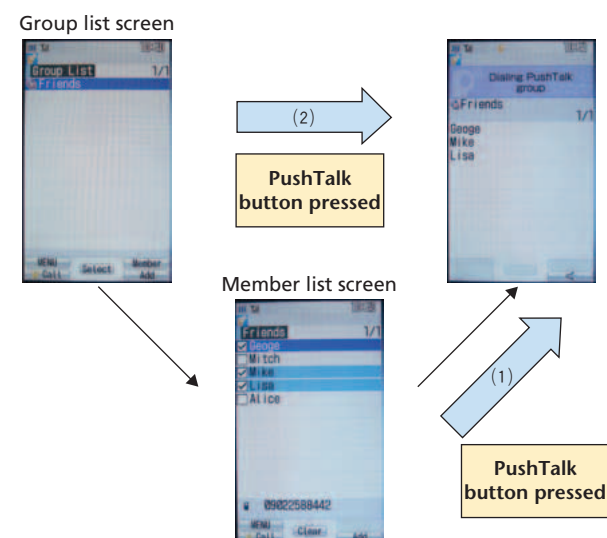 Group list screen
Group List 1/1
Friends
MENU
Call
Select
Member
Add
(2)
PushTalk
button pressed
Dialing PushTalk
group
Friends
1/1
Geoge
Mike
Lisa
Member list screen
Friends 1/1
Geoge
Mitch
Mike
Lisa
Alice
09022588442
MENU
Call
Clear
Add
(1)
PushTalk
button pressed